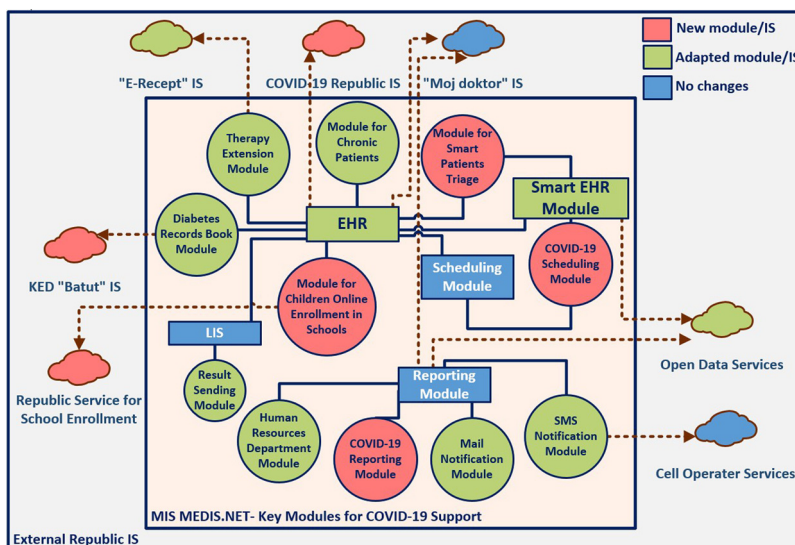 New module/IS
Adapted module/IS
No changes
"E-Recept" IS
COVID-19 Republic IS
"Moj doktor" IS
Therapy
Extension
Module
Module for
Chronic
Patients
Module for
Smart
Patients
Triage
Smart EHR
Module
Diabetes
Records Book
Module
EHR
KED "Batut" IS
Module for
Children Online
Enrollment in
Schools
Scheduling
Module
COVID-19
Scheduling
Module
LIS
Republic Service for
School Enrollment
Result
Sending
Module
Reporting
Module
Open Data Services
Human
Resources
Department
Module
COVID-19
Reporting
Module
Mail
Notification
Module
SMS
Notification
Module
Cell Operater Services
MIS MEDIS.NET- Key Modules for COVID-19 Support
External Republic IS